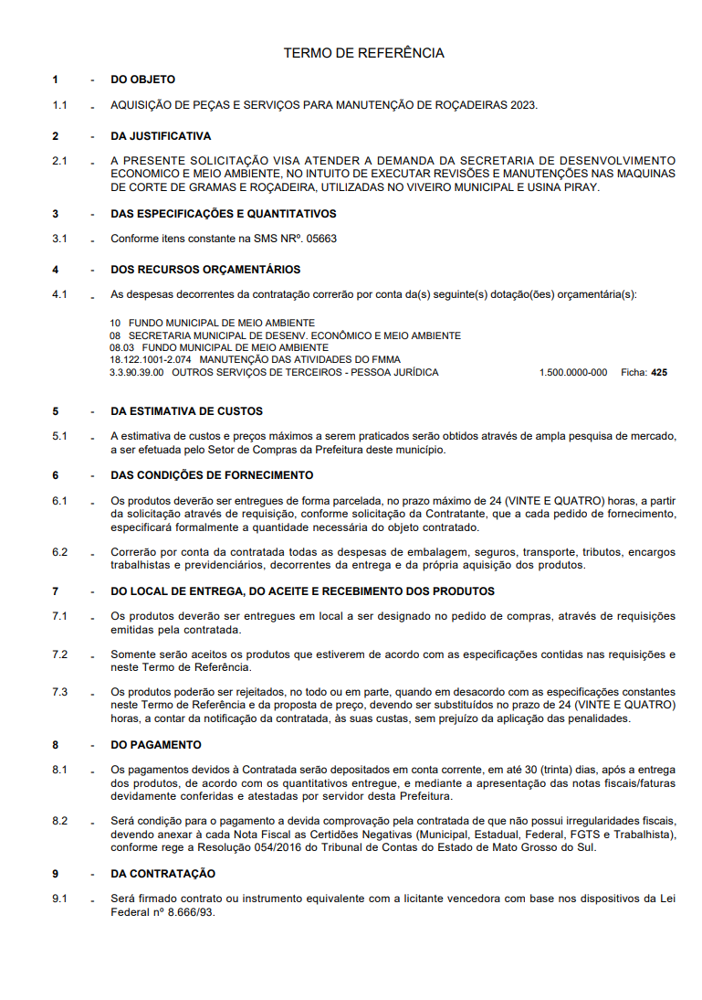 TERMO DE REFERÊNCIA
1 - DO OBJETO
1.1 - AQUISIÇÃO DE PEÇAS E SERVIÇOS PARA MANUTENÇÃO DE ROÇADEIRAS 2023.
2 - DA JUSTIFICATIVA
2.1 - A PRESENTE SOLICITAÇÃO VISA ATENDER A DEMANDA DA SECRETARIA DE DESENVOLVIMENTO
ECONOMICO E MEIO AMBIENTE, NO INTUITO DE EXECUTAR REVISÕES E MANUTENÇÕES NAS MAQUINAS
DE CORTE DE GRAMAS E ROÇADEIRA, UTILIZADAS NO VIVEIRO MUNICIPAL E USINA PIRAY.
3 - DAS ESPECIFICAÇÕES E QUANTITATIVOS
3.1 - Conforme itens constante na SMS NRº. 05663
4 - DOS RECURSOS ORÇAMENTÁRIOS
4.1 - As despesas decorrentes da contratação correrão por conta da(s) seguinte(s) dotação(ões) orçamentária(s):
10 FUNDO MUNICIPAL DE MEIO AMBIENTE
08 SECRETARIA MUNICIPAL DE DESENV. ECONÔMICO E MEIO AMBIENTE
08.03 FUNDO MUNICIPAL DE MEIO AMBIENTE
18.122.1001-2.074 MANUTENÇÃO DAS ATIVIDADES DO FMMA
3.3.90.39.00 OUTROS SERVIÇOS DE TERCEIROS - PESSOA JURÍDICA 1.500.0000-000 Ficha: 425
5 - DA ESTIMATIVA DE CUSTOS
5.1 - A estimativa de custos e preços máximos a serem praticados serão obtidos através de ampla pesquisa de mercado,
a ser efetuada pelo Setor de Compras da Prefeitura deste município.
6 - DAS CONDIÇÕES DE FORNECIMENTO
6.1 - Os produtos deverão ser entregues de forma parcelada, no prazo máximo de 24 (VINTE E QUATRO) horas, a partir
da solicitação através de requisição, conforme solicitação da Contratante, que a cada pedido de fornecimento,
especificará formalmente a quantidade necessária do objeto contratado.
6.2 - Correrão por conta da contratada todas as despesas de embalagem, seguros, transporte, tributos, encargos
trabalhistas e previdenciários, decorrentes da entrega e da própria aquisição dos produtos.
7 - DO LOCAL DE ENTREGA, DO ACEITE E RECEBIMENTO DOS PRODUTOS
7.1 - Os produtos deverão ser entregues em local a ser designado no pedido de compras, através de requisições
emitidas pela contratada.
7.2 - Somente serão aceitos os produtos que estiverem de acordo com as especificações contidas nas requisições e
neste Termo de Referência.
7.3 - Os produtos poderão ser rejeitados, no todo ou em parte, quando em desacordo com as especificações constantes
neste Termo de Referência e da proposta de preço, devendo ser substituídos no prazo de 24 (VINTE E QUATRO)
horas, a contar da notificação da contratada, às suas custas, sem prejuízo da aplicação das penalidades.
8 - DO PAGAMENTO
8.1 - Os pagamentos devidos à Contratada serão depositados em conta corrente, em até 30 (trinta) dias, após a entrega
dos produtos, de acordo com os quantitativos entregue, e mediante a apresentação das notas fiscais/faturas
devidamente conferidas e atestadas por servidor desta Prefeitura.
8.2 - Será condição para o pagamento a devida comprovação pela contratada de que não possui irregularidades fiscais,
devendo anexar à cada Nota Fiscal as Certidões Negativas (Municipal, Estadual, Federal, FGTS e Trabalhista),
conforme rege a Resolução 054/2016 do Tribunal de Contas do Estado de Mato Grosso do Sul.
9 - DA CONTRATAÇÃO
9.1 - Será firmado contrato ou instrumento equivalente com a licitante vencedora com base nos dispositivos da Lei
Federal nº 8.666/93.